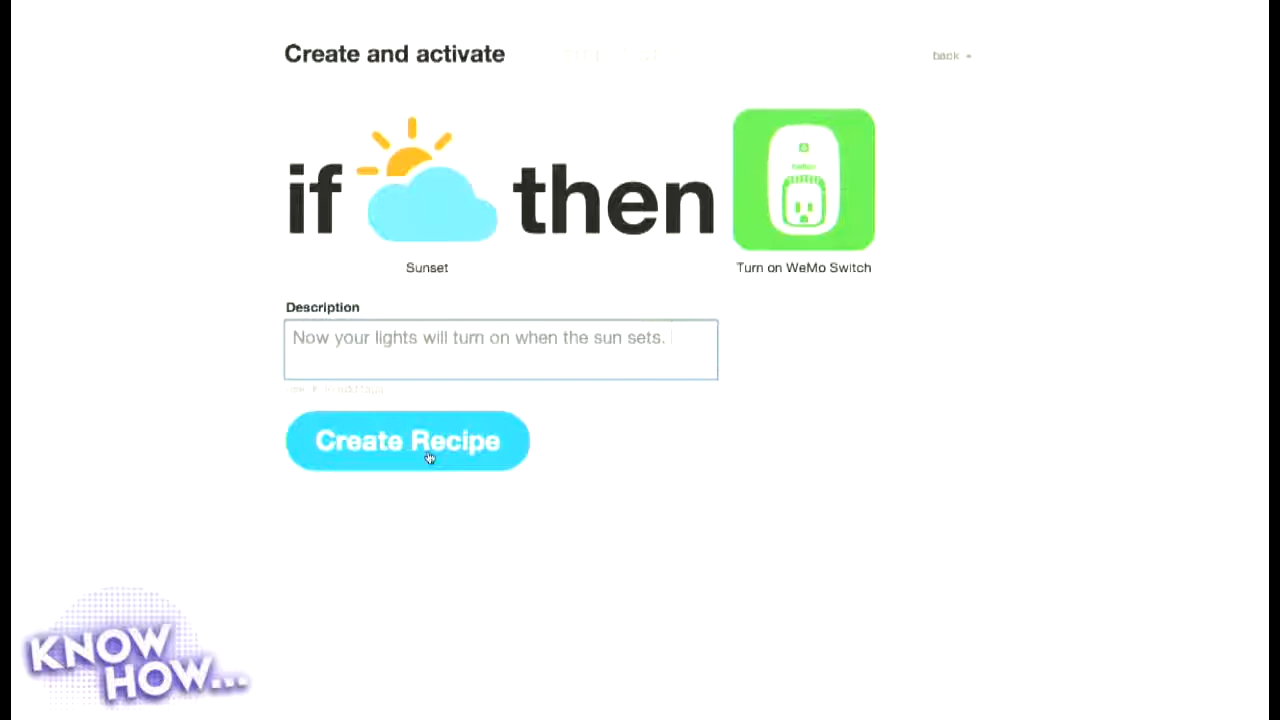 Create and activate
back
if then
Sunset
Turn on WeMo Switch
Description
Now your lights will turn on when the sun sets.
Create Recipe
KNOW
HOW...